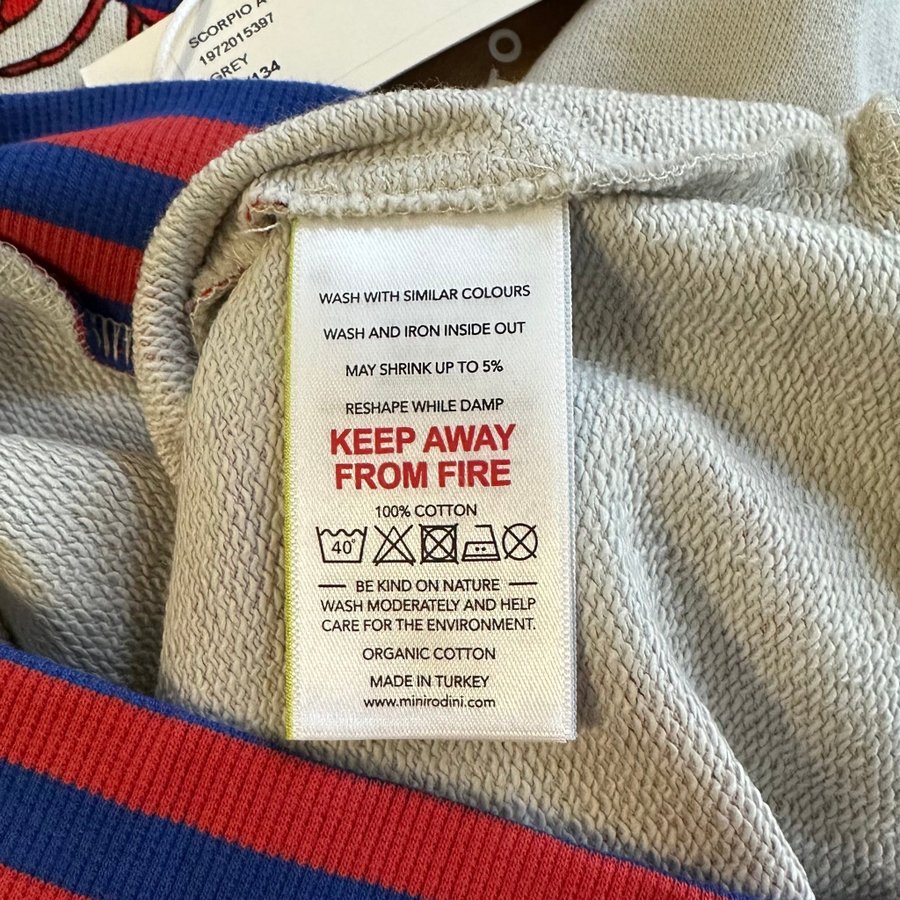 SCORPIO A
1972015397
GREY
/134
WASH WITH SIMILAR COLOURS
WASH AND IRON INSIDE OUT
MAY SHRINK UP TO 5%
RESHAPE WHILE DAMP
KEEP AWAY
FROM FIRE
100% COTTON
40°
BE KIND ON NATURE
WASH MODERATELY AND HELP
CARE FOR THE ENVIRONMENT.
ORGANIC COTTON
MADE IN TURKEY
www.minirodini.com